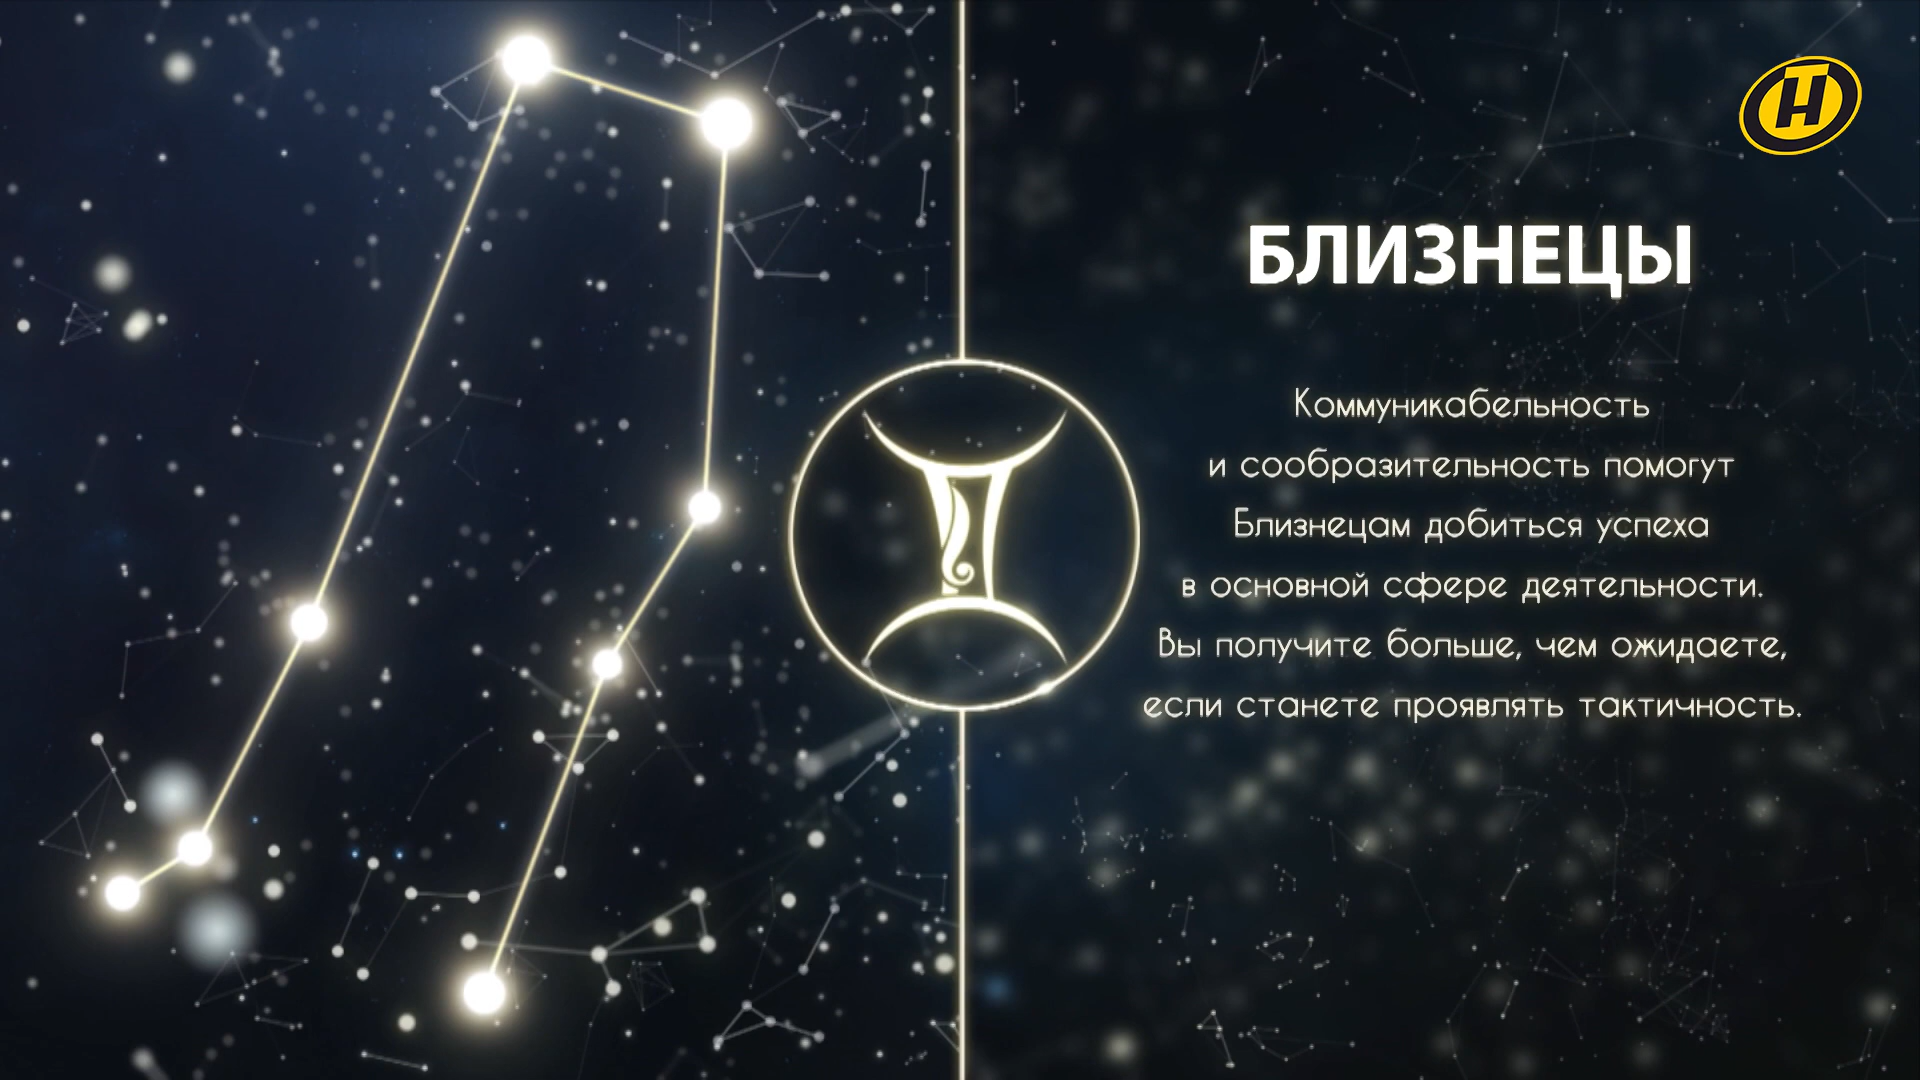 ОНТ
БЛИЗНЕЦЫ
Коммуникабельность
и сообразительность помогут
Близнецам добиться успеха
в основной сфере деятельности.
Вы получите больше, чем ожидаете,
если станете проявлять тактичность.